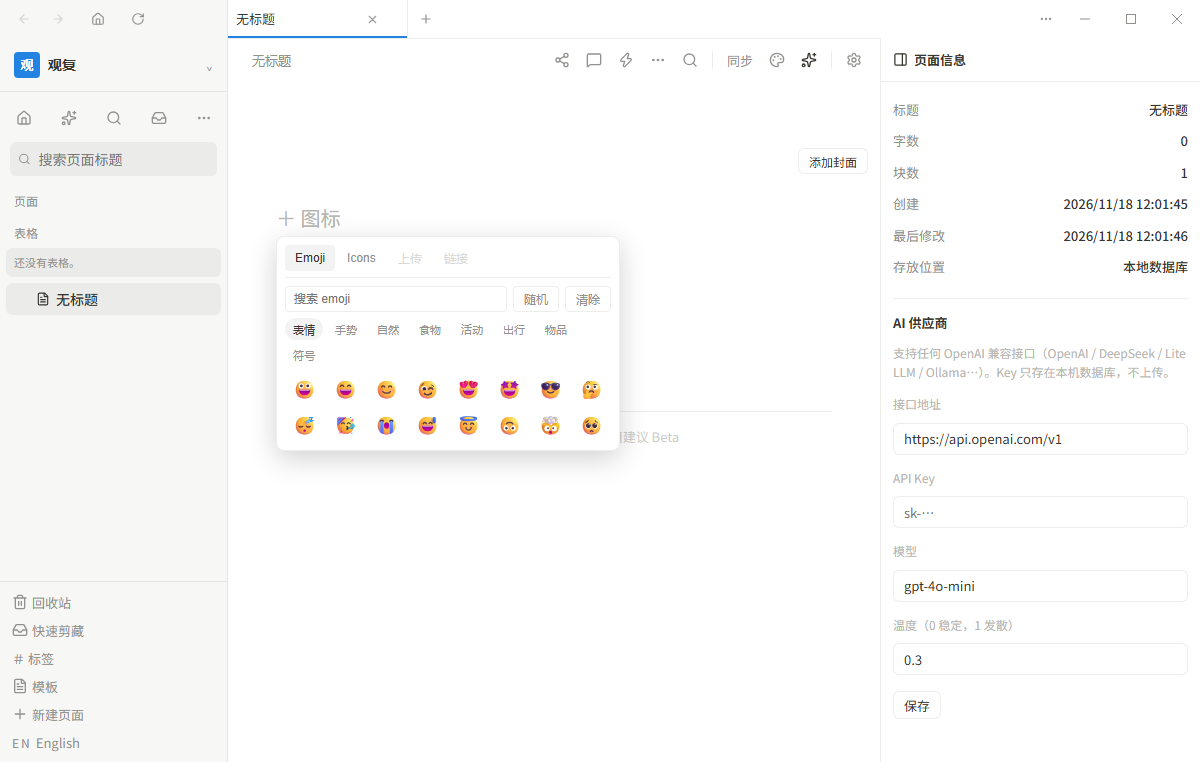 无标题
观 观复
搜索页面标题
页面
表格
还没有表格。
无标题
回收站
快速剪藏
# 标签
模板
新建页面
EN English
无标题
同步
添加封面
图标
Emoji Icons 上传 链接
搜索 emoji 随机 清除
表情 手势 自然 食物 活动 出行 物品
符号
建议 Beta
页面信息
标题 无标题
字数 0
块数 1
创建 2026/11/18 12:01:45
最后修改 2026/11/18 12:01:46
存放位置 本地数据库
AI 供应商
支持任何 OpenAI 兼容接口（OpenAI / DeepSeek / Lite
LLM / Ollama…）。Key 只存在本机数据库，不上传。
接口地址
https://api.openai.com/v1
API Key
sk-…
模型
gpt-4o-mini
温度（0 稳定，1 发散）
0.3
保存